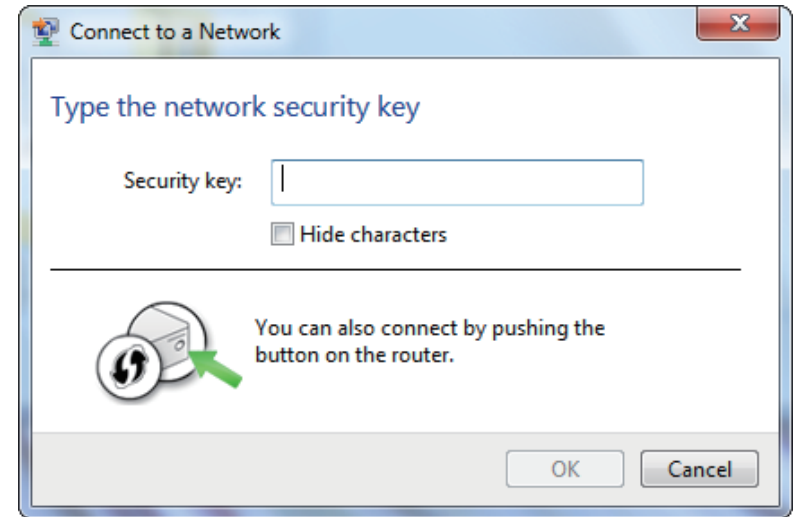 Connect to a Network
Type the network security key
Security key:
Hide characters
You can also connect by pushing the
button on the router.
OK
Cancel